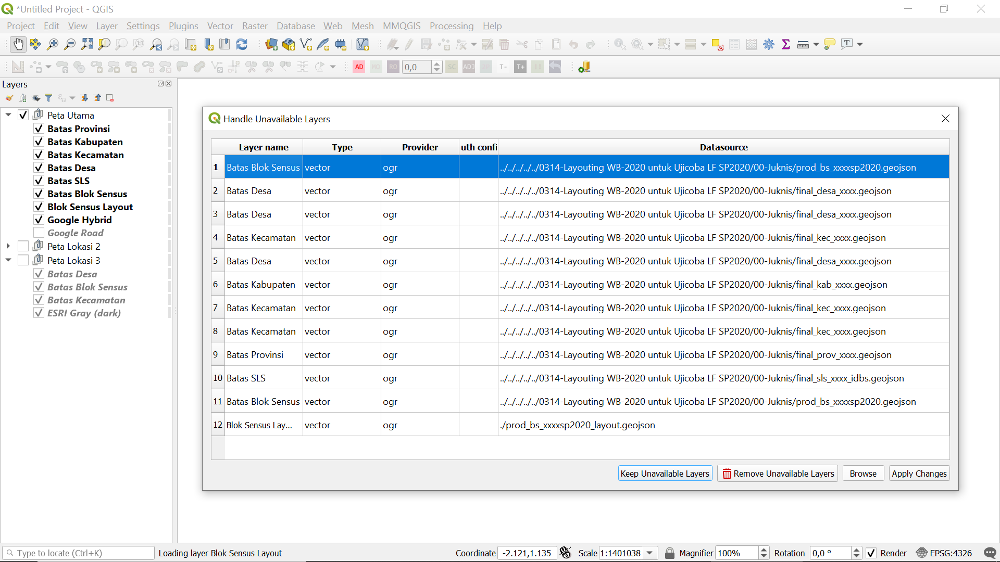 *Untitled Project - QGIS
Project Edit View Layer Settings Plugins Vector Raster Database Web Mesh MMQGIS Processing Help
AD MO RO 0,0 SC ADJ T- T+
Layers
Peta Utama
Batas Provinsi
Batas Kabupaten
Batas Kecamatan
Batas Desa
Batas SLS
Batas Blok Sensus
Blok Sensus Layout
Google Hybrid
Google Road
Peta Lokasi 2
Peta Lokasi 3
Batas Desa
Batas Blok Sensus
Batas Kecamatan
ESRI Gray (dark)
Handle Unavailable Layers
Layer name Type Provider uth confi Datasource
1 Batas Blok Sensus vector ogr ../../../../../0314-Layouting WB-2020 untuk Ujicoba LF SP2020/00-Juknis/prod_bs_xxxxsp2020.geojson
2 Batas Desa vector ogr ../../../../../0314-Layouting WB-2020 untuk Ujicoba LF SP2020/00-Juknis/final_desa_xxxx.geojson
3 Batas Desa vector ogr ../../../../../0314-Layouting WB-2020 untuk Ujicoba LF SP2020/00-Juknis/final_desa_xxxx.geojson
4 Batas Kecamatan vector ogr ../../../../../0314-Layouting WB-2020 untuk Ujicoba LF SP2020/00-Juknis/final_kec_xxxx.geojson
5 Batas Desa vector ogr ../../../../../0314-Layouting WB-2020 untuk Ujicoba LF SP2020/00-Juknis/final_desa_xxxx.geojson
6 Batas Kabupaten vector ogr ../../../../../0314-Layouting WB-2020 untuk Ujicoba LF SP2020/00-Juknis/final_kab_xxxx.geojson
7 Batas Kecamatan vector ogr ../../../../../0314-Layouting WB-2020 untuk Ujicoba LF SP2020/00-Juknis/final_kec_xxxx.geojson
8 Batas Kecamatan vector ogr ../../../../../0314-Layouting WB-2020 untuk Ujicoba LF SP2020/00-Juknis/final_kec_xxxx.geojson
9 Batas Provinsi vector ogr ../../../../../0314-Layouting WB-2020 untuk Ujicoba LF SP2020/00-Juknis/final_prov_xxxx.geojson
10 Batas SLS vector ogr ../../../../../0314-Layouting WB-2020 untuk Ujicoba LF SP2020/00-Juknis/final_sls_xxxx_idbs.geojson
11 Batas Blok Sensus vector ogr ../../../../../0314-Layouting WB-2020 untuk Ujicoba LF SP2020/00-Juknis/prod_bs_xxxxsp2020.geojson
12 Blok Sensus Lay... vector ogr ./prod_bs_xxxxsp2020_layout.geojson
Keep Unavailable Layers Remove Unavailable Layers Browse Apply Changes
Type to locate (Ctrl+K) Loading layer Blok Sensus Layout Coordinate -2.121,1.135 Scale 1:1401038 Magnifier 100% Rotation 0,0 ° Render EPSG:4326